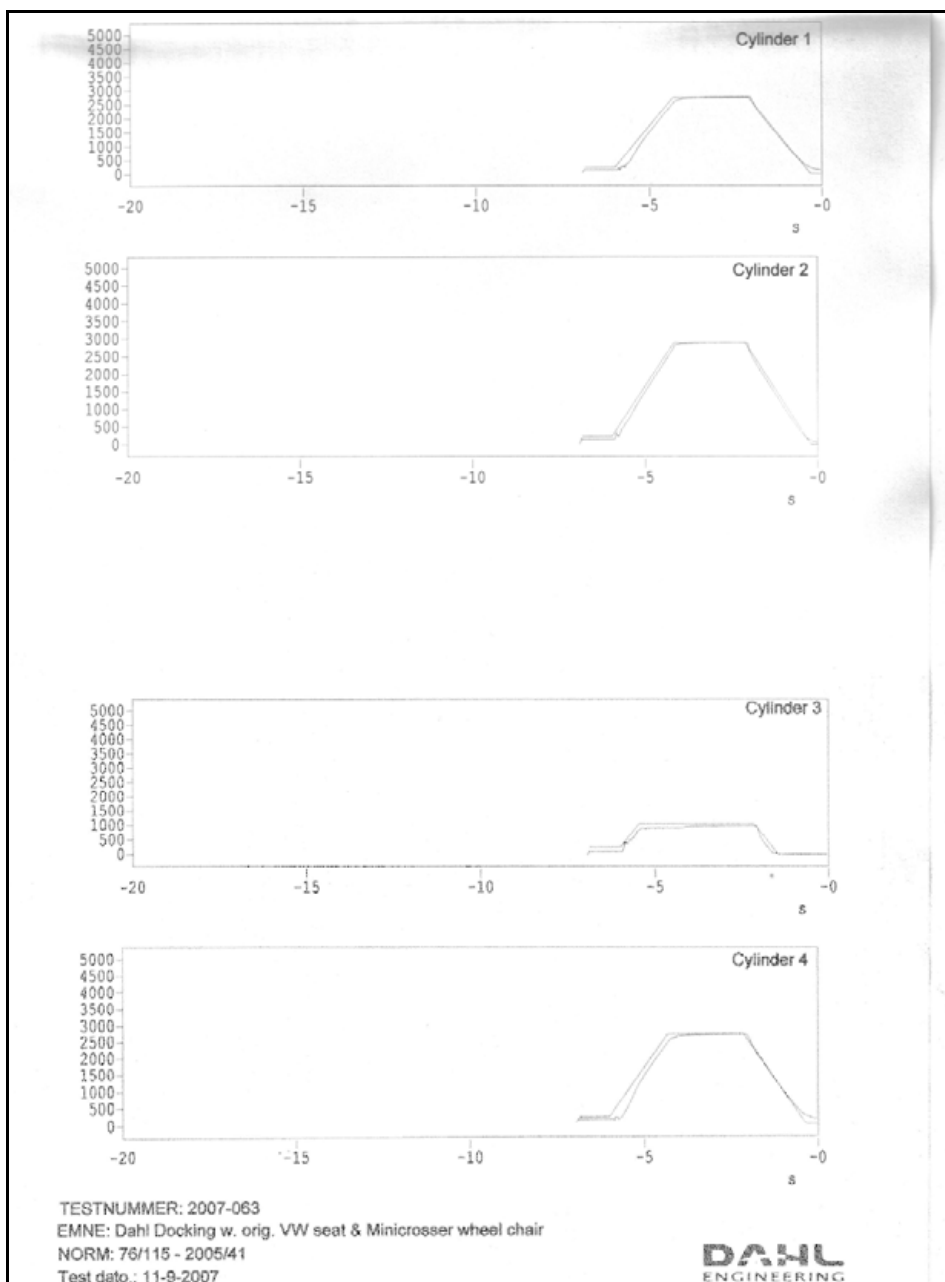 Cylinder 1
5000
4500
4000
3500
3000
2500
2000
1500
1000
500
0
-20 -15 -10 -5 -0
s
Cylinder 2
5000
4500
4000
3500
3000
2500
2000
1500
1000
500
0
-20 -15 -10 -5 -0
s
Cylinder 3
5000
4500
4000
3500
3000
2500
2000
1500
1000
500
0
-20 -15 -10 -5 -0
s
Cylinder 4
5000
4500
4000
3500
3000
2500
2000
1500
1000
500
0
-20 -15 -10 -5 -0
s
TESTNUMMER: 2007-063
EMNE: Dahl Docking w. orig. VW seat & Minicrosser wheel chair
NORM: 76/115 - 2005/41
Test dato.: 11-9-2007
DAHL
ENGINEERING